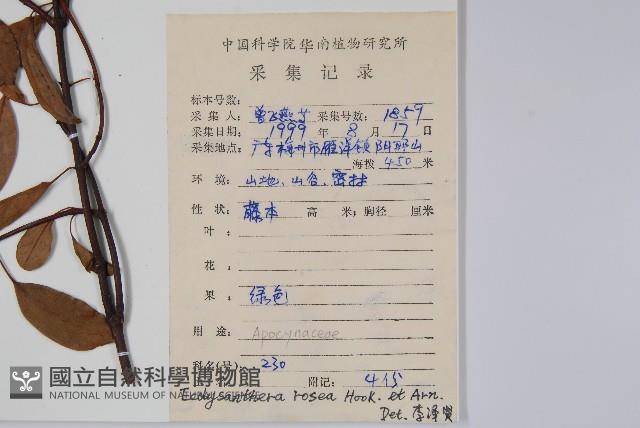 中国科学院华南植物研究所
采集记录
标本号数:
采集人: 曾飞燕等 采集号数: 1859
采集日期: 1999 年 8 月 17 日
采集地点: 广东梅州市雁洋镇阴那山
海拔 450 米
环境: 山地、山谷、密林
性状: 藤本 高 米; 胸径 厘米
叶:
花:
果: 绿色
用途: Apocynaceae
科名(号) 230
附记: 4份
國立自然科學博物館
NATIONAL MUSEUM OF NATURAL
Ecdysanthera rosea Hook. et Arn.
Det. 李泽贤